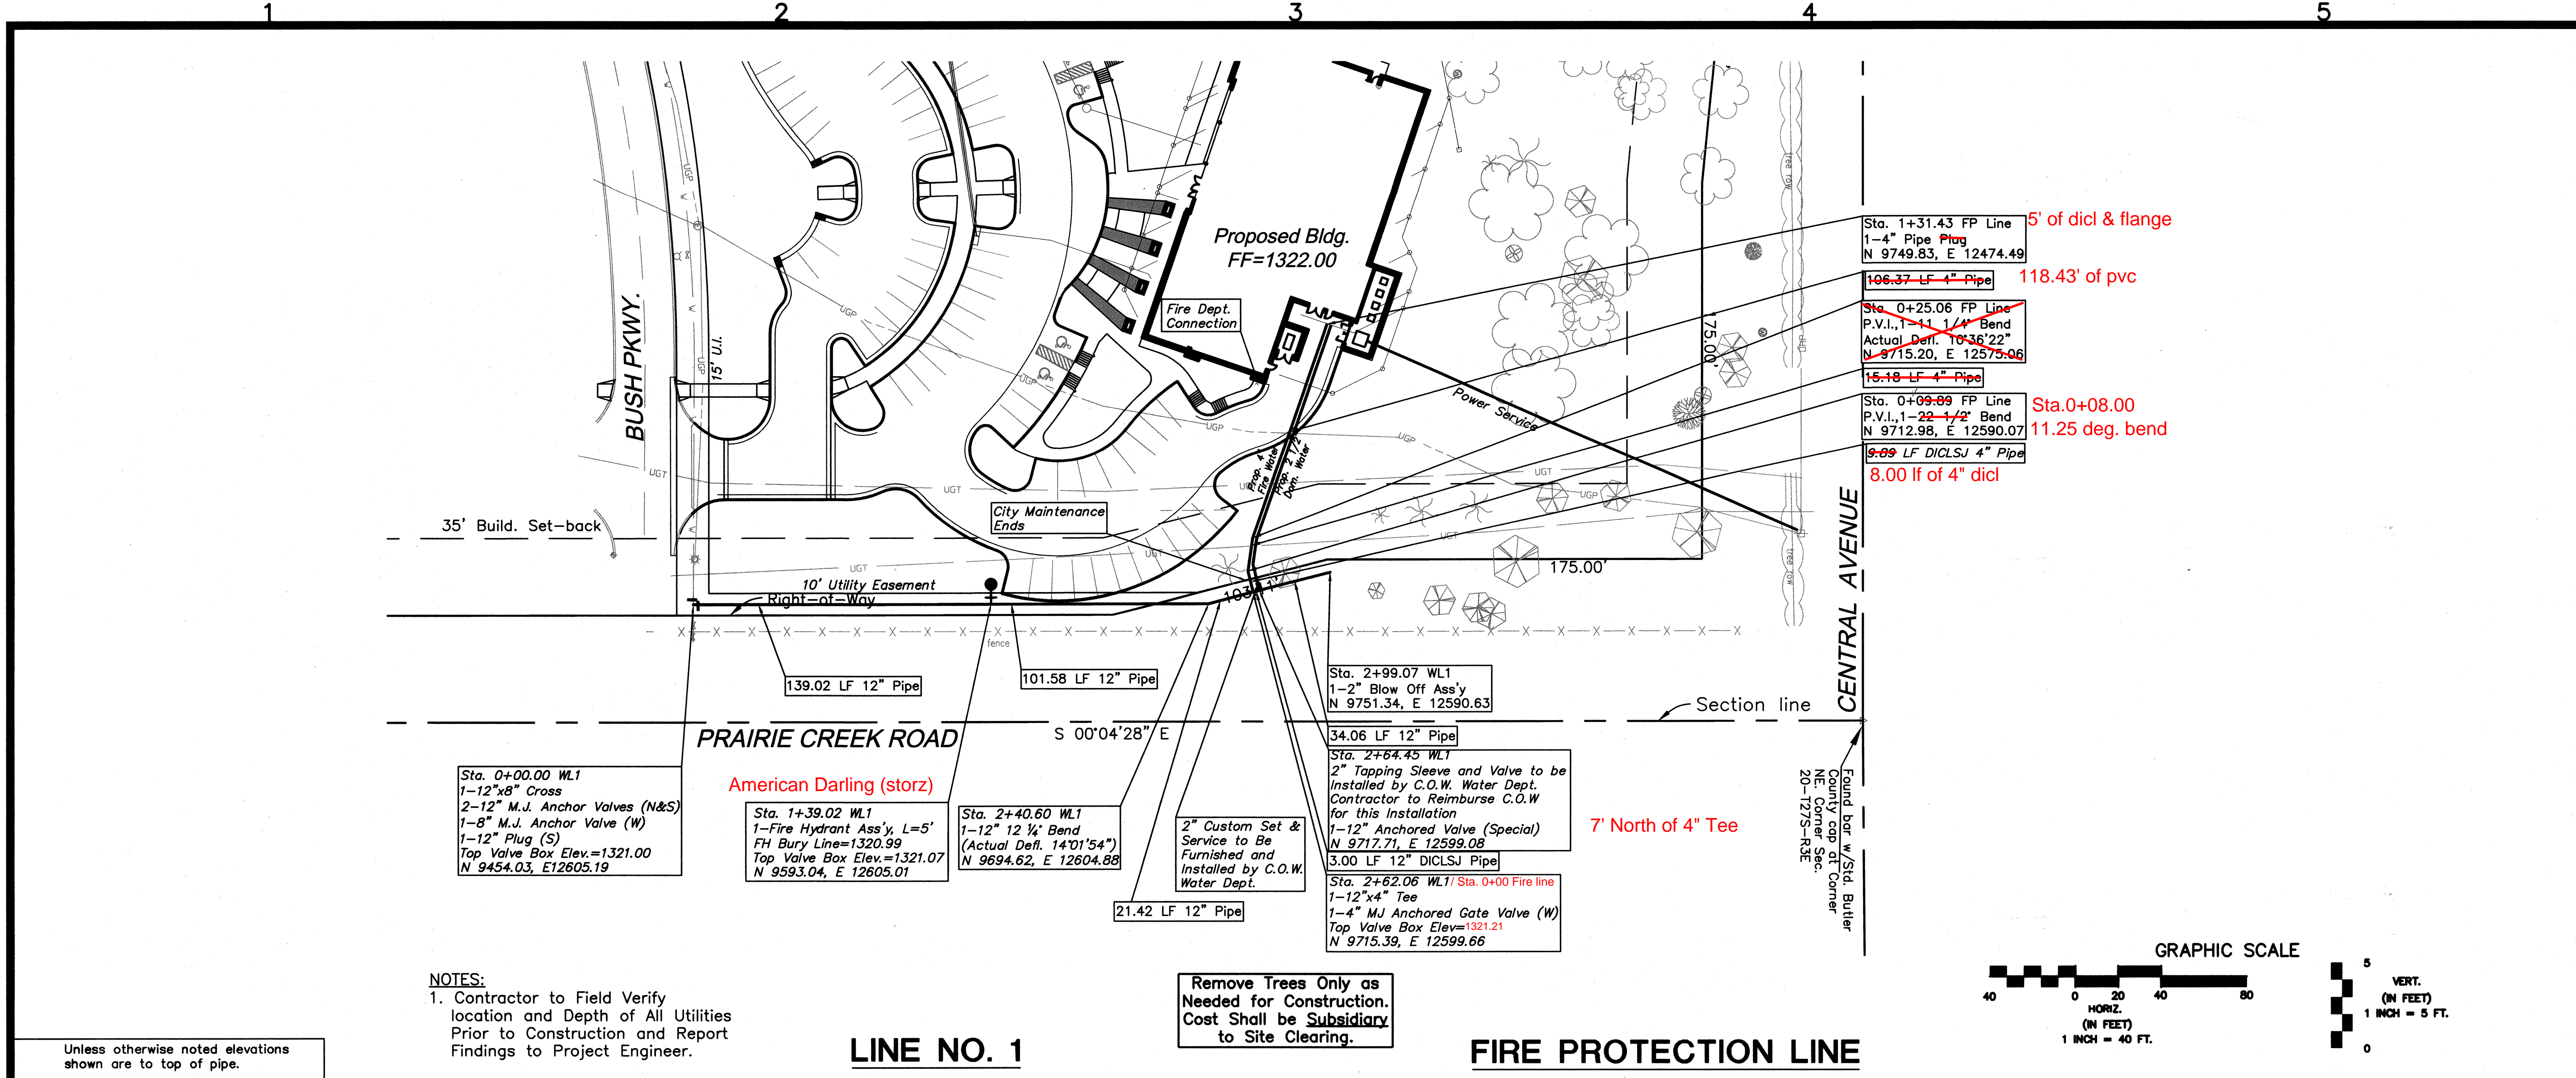 1
2
3
4
5
BUSH PKWY.
15' U.I.
UGP
UGP
UGP
W
W
W
W
Proposed Bldg.
FF=1322.00
Fire Dept.
Connection
UGP
UGP
UGP
UGP
UGP
UGT
UGT
UGT
UGT
UGT
UGT
Power Service
Prop. 4"
Fire Water
Prop. 2 1/2"
Dom. Water
175.00'
175.00'
tree row
tree row
City Maintenance
Ends
35' Build. Set-back
10' Utility Easement
Right-of-Way
fence
X X X X X X X X X X X X X X X X X X X X X X X
Sta. 1+31.43 FP Line
1-4" Pipe Plug
N 9749.83, E 12474.49
5' of dicl & flange
106.37 LF 4" Pipe
118.43' of pvc
Sta. 0+25.06 FP Line
P.V.I.,1-11 1/4° Bend
Actual Defl. 10°36'22"
N 9715.20, E 12575.06
15.18 LF 4" Pipe
Sta. 0+09.89 FP Line
P.V.I.,1-22 1/2° Bend
N 9712.98, E 12590.07
Sta.0+08.00
11.25 deg. bend
9.89 LF DICLSJ 4" Pipe
8.00 lf of 4" dicl
CENTRAL AVENUE
139.02 LF 12" Pipe
101.58 LF 12" Pipe
Sta. 2+99.07 WL1
1-2" Blow Off Ass'y
N 9751.34, E 12590.63
Section line
PRAIRIE CREEK ROAD
S 00°04'28" E
34.06 LF 12" Pipe
Sta. 2+64.45 WL1
2" Tapping Sleeve and Valve to be
Installed by C.O.W. Water Dept.
Contractor to Reimburse C.O.W
for this Installation
1-12" Anchored Valve (Special)
N 9717.71, E 12599.08
7' North of 4" Tee
3.00 LF 12" DICLSJ Pipe
Sta. 2+62.06 WL1/ Sta. 0+00 Fire line
1-12"x4" Tee
1-4" MJ Anchored Gate Valve (W)
Top Valve Box Elev=1321.21
N 9715.39, E 12599.66
Found bar w/Std. Butler
County cap at Corner
NE. Corner Sec.
20-T27S-R3E
Sta. 0+00.00 WL1
1-12"x8" Cross
2-12" M.J. Anchor Valves (N&S)
1-8" M.J. Anchor Valve (W)
1-12" Plug (S)
Top Valve Box Elev.=1321.00
N 9454.03, E12605.19
American Darling (storz)
Sta. 1+39.02 WL1
1-Fire Hydrant Ass'y, L=5'
FH Bury Line=1320.99
Top Valve Box Elev.=1321.07
N 9593.04, E 12605.01
Sta. 2+40.60 WL1
1-12" 12 ¼° Bend
(Actual Defl. 14°01'54")
N 9694.62, E 12604.88
2" Custom Set &
Service to Be
Furnished and
Installed by C.O.W.
Water Dept.
21.42 LF 12" Pipe
NOTES:
1. Contractor to Field Verify
location and Depth of All Utilities
Prior to Construction and Report
Findings to Project Engineer.
Remove Trees Only as
Needed for Construction.
Cost Shall be Subsidiary
to Site Clearing.
Unless otherwise noted elevations
shown are to top of pipe.
LINE NO. 1
FIRE PROTECTION LINE
GRAPHIC SCALE
40 0 20 40 80
HORIZ.
(IN FEET)
1 INCH = 40 FT.
5
VERT.
(IN FEET)
1 INCH = 5 FT.
0